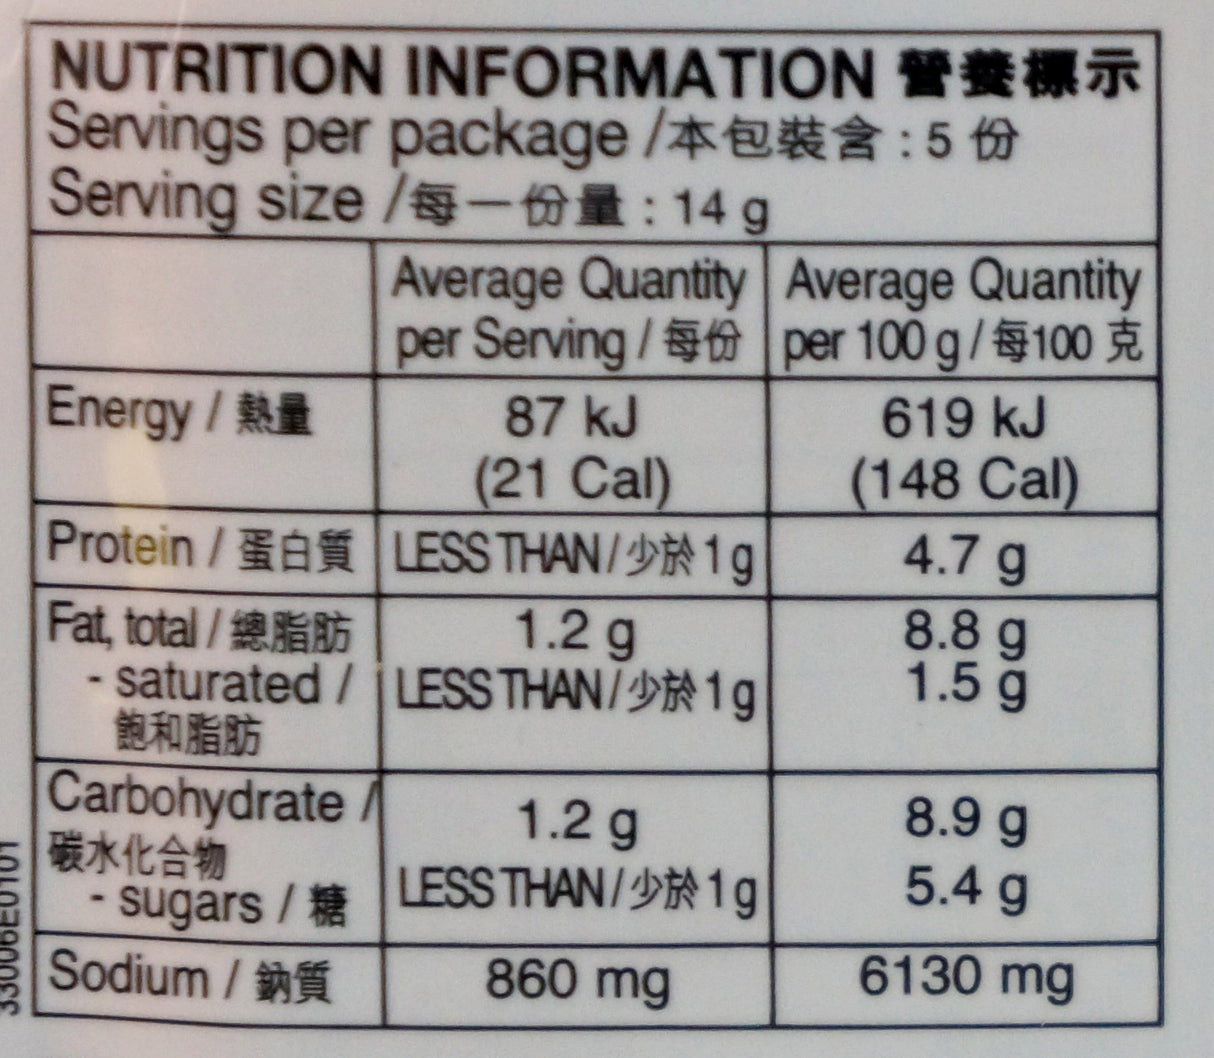 NUTRITION INFORMATION 營養標示
Servings per package /本包裝含 : 5 份
Serving size /每一份量 : 14 g
Average Quantity per Serving / 每份
Average Quantity per 100 g / 每100 克
Energy / 熱量
87 kJ
(21 Cal)
619 kJ
(148 Cal)
Protein / 蛋白質
LESS THAN / 少於 1 g
4.7 g
Fat, total / 總脂肪
1.2 g
8.8 g
- saturated /
飽和脂肪
LESS THAN / 少於 1 g
1.5 g
Carbohydrate /
碳水化合物
1.2 g
8.9 g
- sugars / 糖
LESS THAN / 少於 1 g
5.4 g
Sodium / 鈉質
860 mg
6130 mg
33006E0101